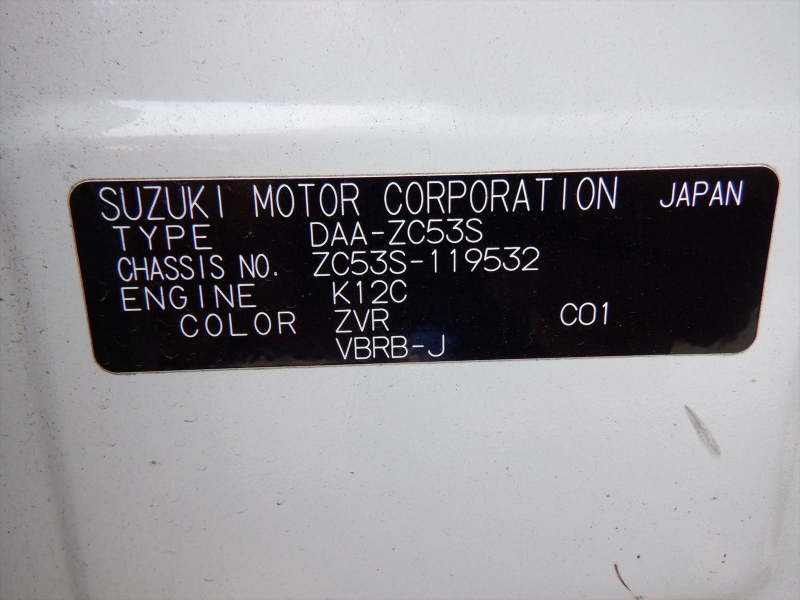 SUZUKI MOTOR CORPORATION JAPAN
TYPE DAA-ZC53S
CHASSIS NO. ZC53S-119532
ENGINE K12C
COLOR ZVR C01
VBRB-J